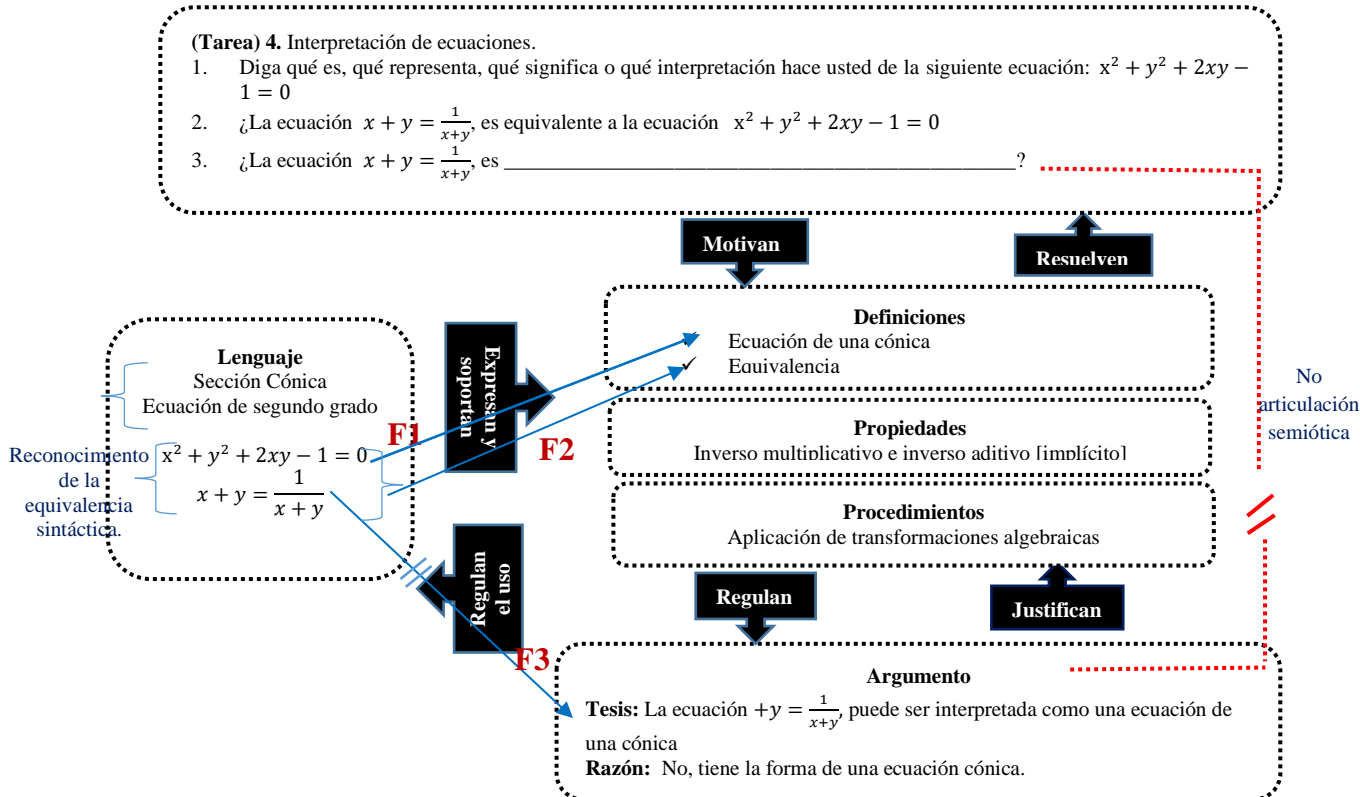 (Tarea) 4. Interpretación de ecuaciones.
1. Diga qué es, qué representa, qué significa o qué interpretación hace usted de la siguiente ecuación: x² + y² + 2xy −
1 = 0
2. ¿La ecuación x + y = 1/(x+y), es equivalente a la ecuación x² + y² + 2xy − 1 = 0
3. ¿La ecuación x + y = 1/(x+y), es ____________________________________________________?
Motivan
Resuelven
Definiciones
✓ Ecuación de una cónica
✓ Equivalencia
Lenguaje
Sección Cónica
Ecuación de segundo grado
x² + y² + 2xy − 1 = 0
x + y = 1/(x + y)
Reconocimiento
de la
equivalencia
sintáctica.
Expresan y
soportan
F1
F2
Propiedades
Inverso multiplicativo e inverso aditivo [implícito]
Procedimientos
Aplicación de transformaciones algebraicas
No
articulación
semiótica
Regulan
el uso
F3
Regulan
Justifican
Argumento
Tesis: La ecuación +y = 1/(x+y), puede ser interpretada como una ecuación de
una cónica
Razón: No, tiene la forma de una ecuación cónica.